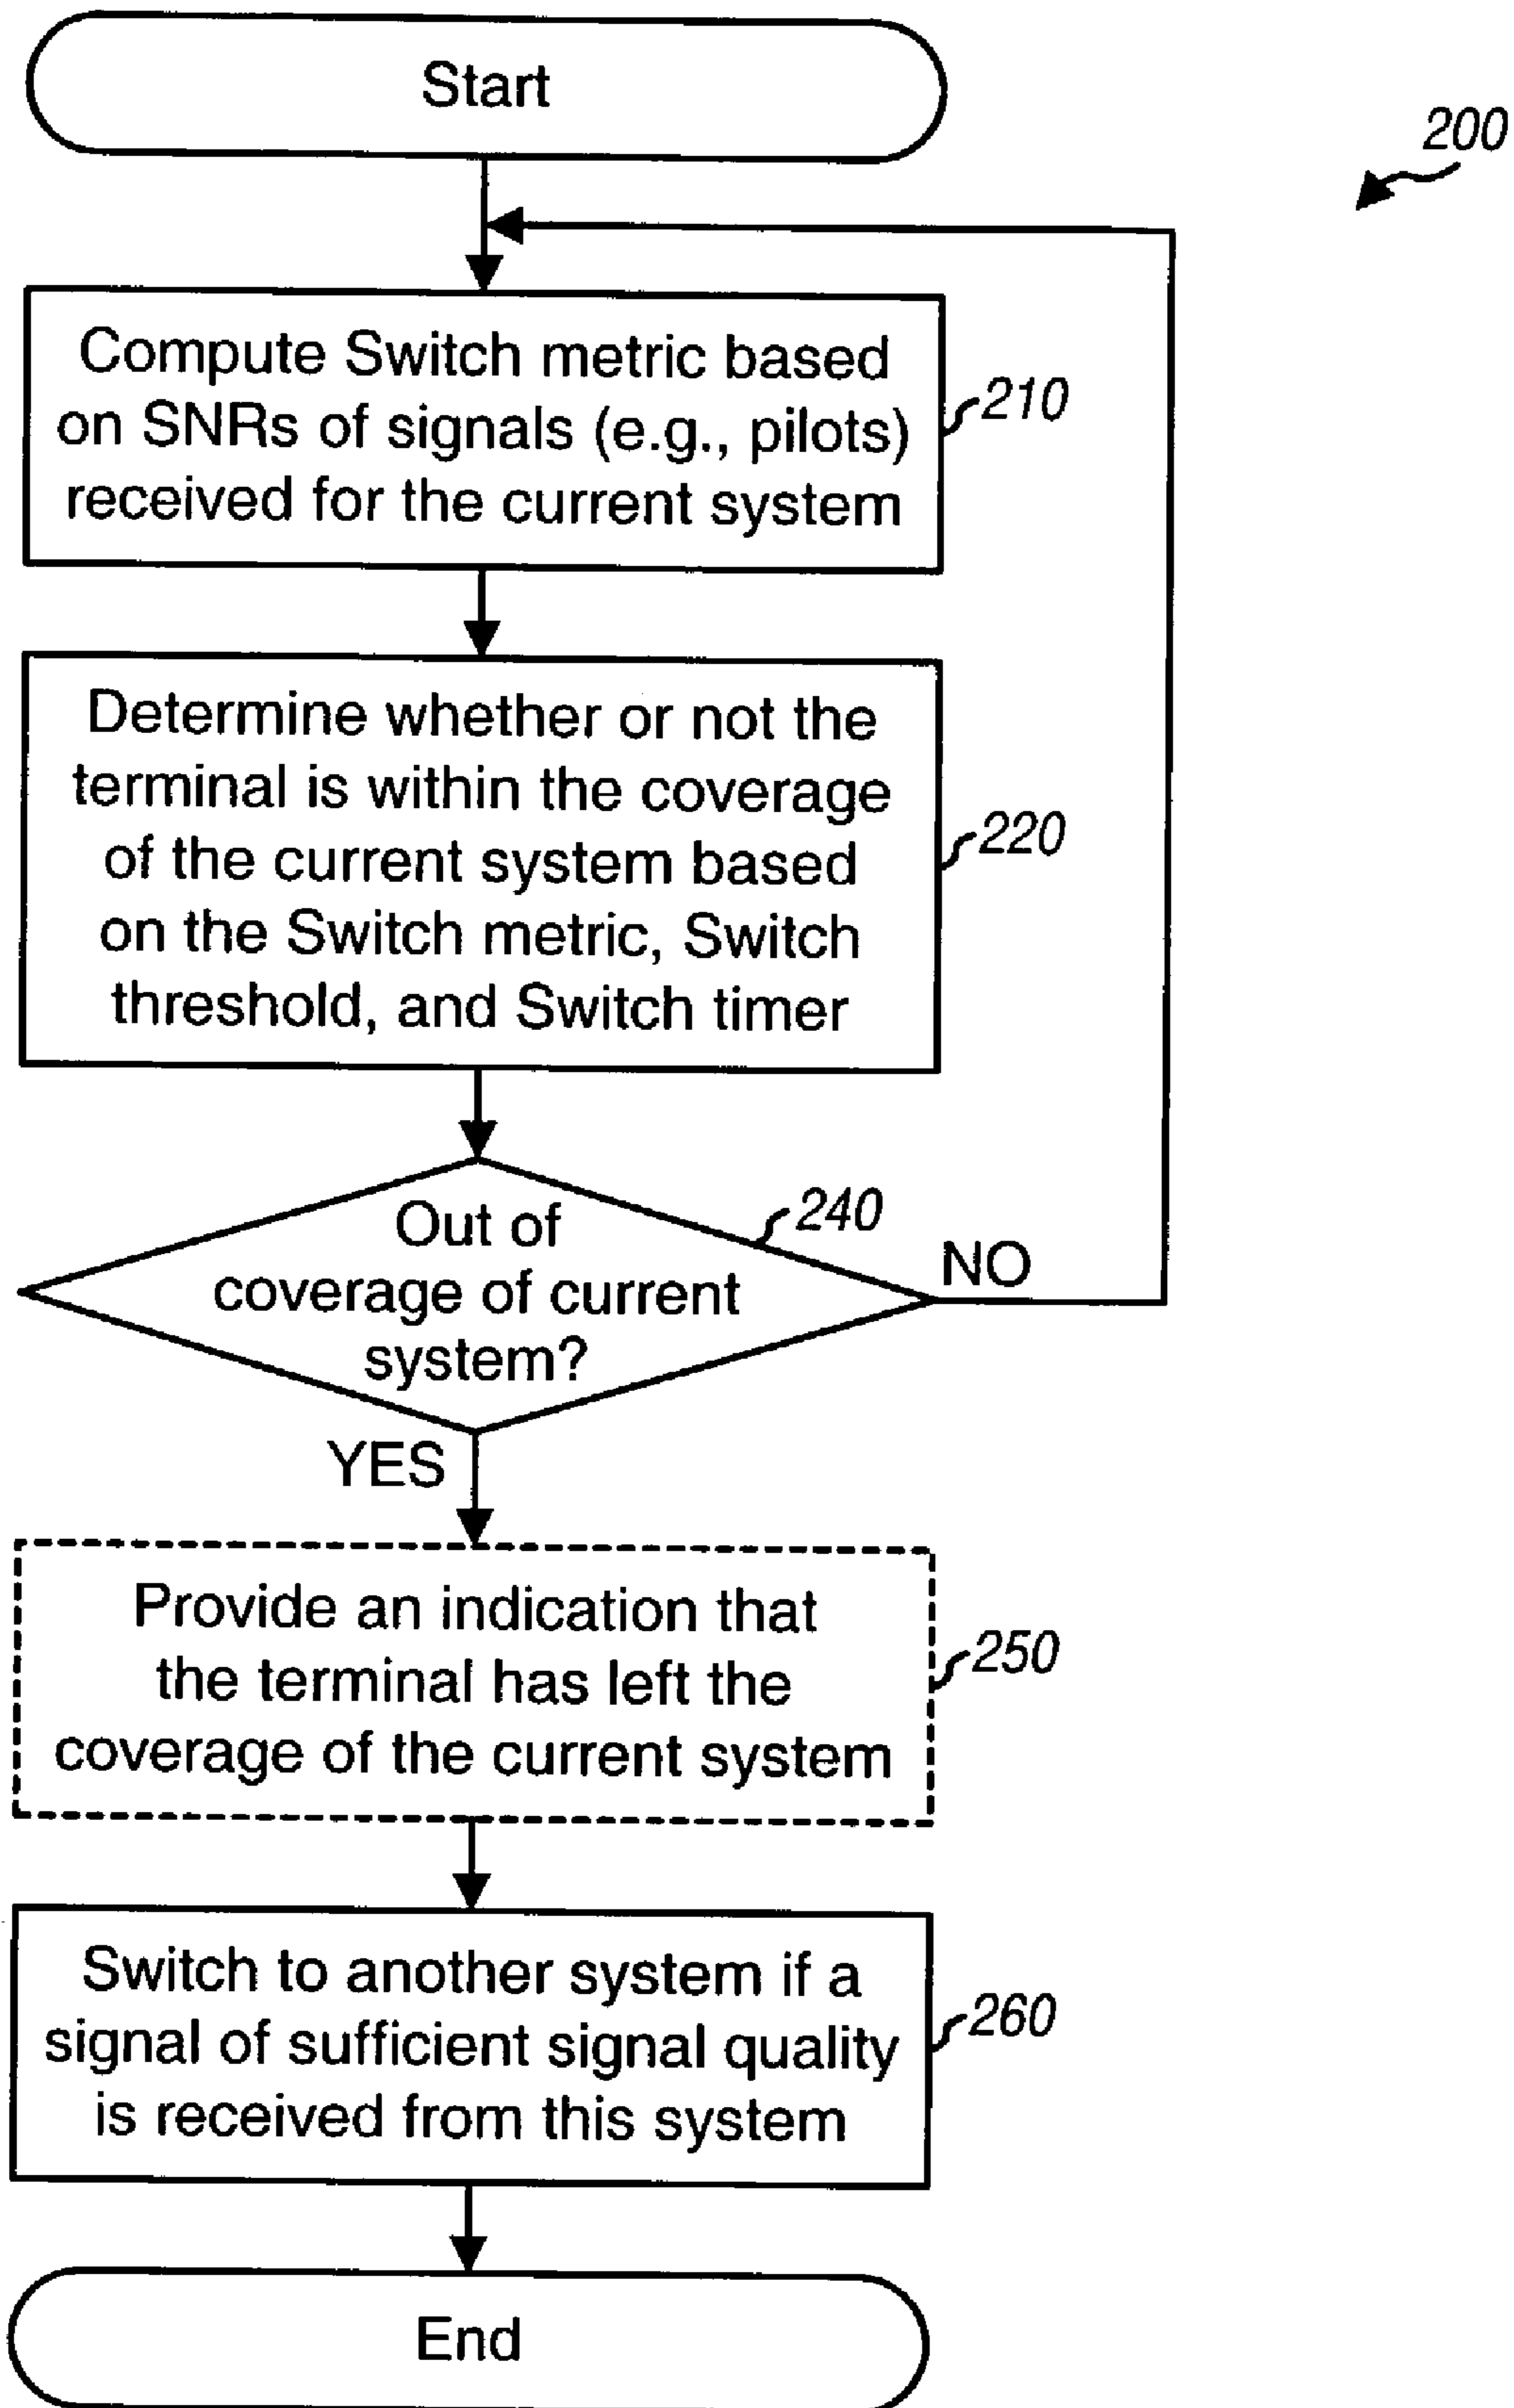 Start
200
Compute Switch metric based
on SNRs of signals (e.g., pilots)
received for the current system
210
Determine whether or not the
terminal is within the coverage
of the current system based
on the Switch metric, Switch
threshold, and Switch timer
220
Out of
coverage of current
system?
240
NO
YES
Provide an indication that
the terminal has left the
coverage of the current system
250
Switch to another system if a
signal of sufficient signal quality
is received from this system
260
End